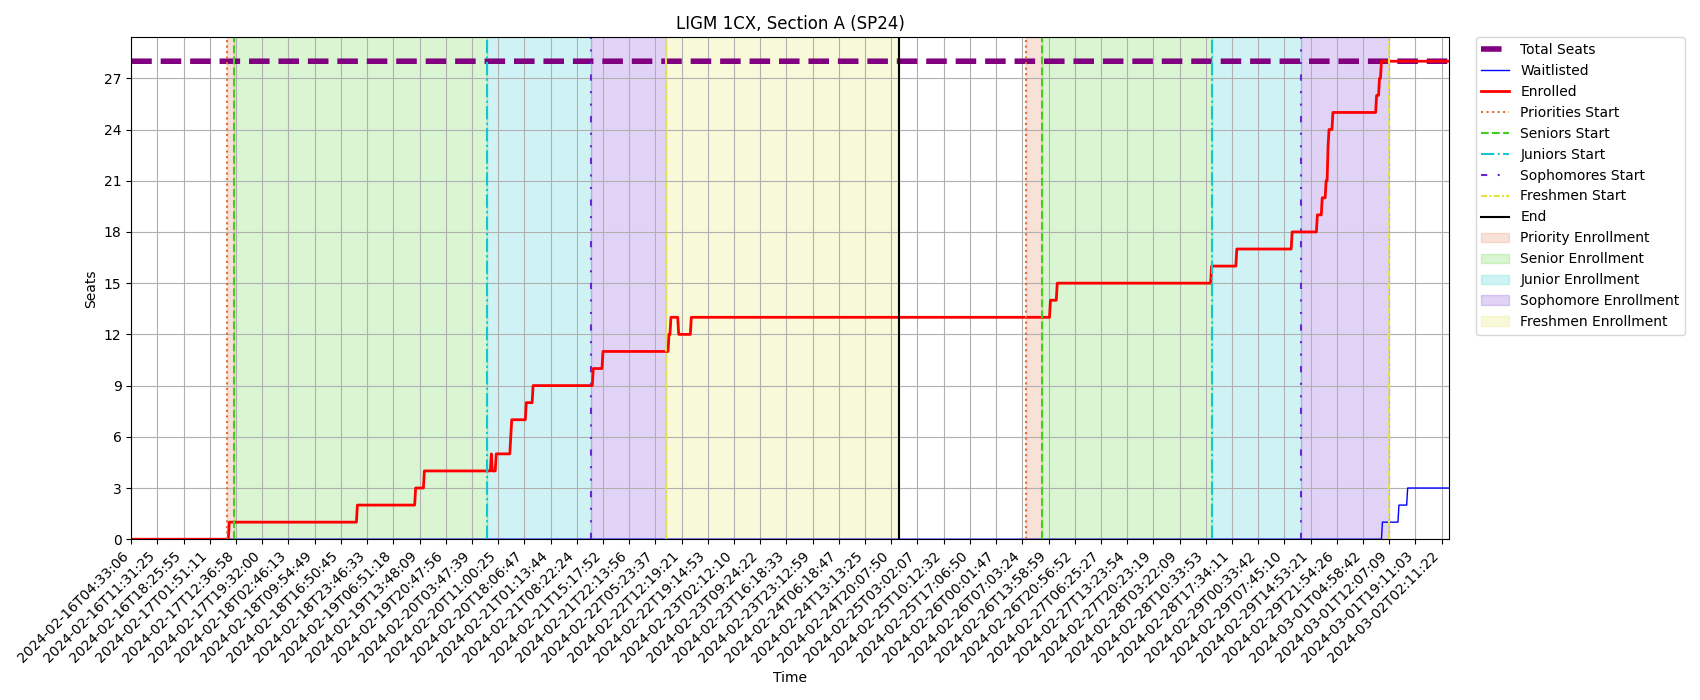 LIGM 1CX, Section A (SP24)
Seats
27
24
21
18
15
12
9
6
3
0
2024-02-16T04:33:06
2024-02-16T11:31:25
2024-02-16T18:25:55
2024-02-17T01:51:11
2024-02-17T12:36:58
2024-02-17T19:32:00
2024-02-18T02:46:13
2024-02-18T09:54:49
2024-02-18T16:50:45
2024-02-18T23:46:33
2024-02-19T06:51:18
2024-02-19T13:48:09
2024-02-19T20:47:56
2024-02-20T03:47:39
2024-02-20T11:00:25
2024-02-20T18:06:47
2024-02-21T01:13:44
2024-02-21T08:22:24
2024-02-21T15:17:52
2024-02-21T22:13:56
2024-02-22T05:23:37
2024-02-22T12:19:21
2024-02-22T19:14:53
2024-02-23T02:12:10
2024-02-23T09:24:22
2024-02-23T16:18:33
2024-02-23T23:12:59
2024-02-24T06:18:47
2024-02-24T13:13:25
2024-02-24T20:07:50
2024-02-25T03:02:07
2024-02-25T10:12:32
2024-02-25T17:06:50
2024-02-26T00:01:47
2024-02-26T07:03:24
2024-02-26T13:58:59
2024-02-26T20:56:52
2024-02-27T06:25:27
2024-02-27T13:23:54
2024-02-27T20:23:19
2024-02-28T03:22:09
2024-02-28T10:33:53
2024-02-28T17:34:11
2024-02-29T00:33:42
2024-02-29T07:45:10
2024-02-29T14:53:21
2024-02-29T21:54:26
2024-03-01T04:58:42
2024-03-01T12:07:09
2024-03-01T19:11:03
2024-03-02T02:11:22
Time
Total Seats
Waitlisted
Enrolled
Priorities Start
Seniors Start
Juniors Start
Sophomores Start
Freshmen Start
End
Priority Enrollment
Senior Enrollment
Junior Enrollment
Sophomore Enrollment
Freshmen Enrollment